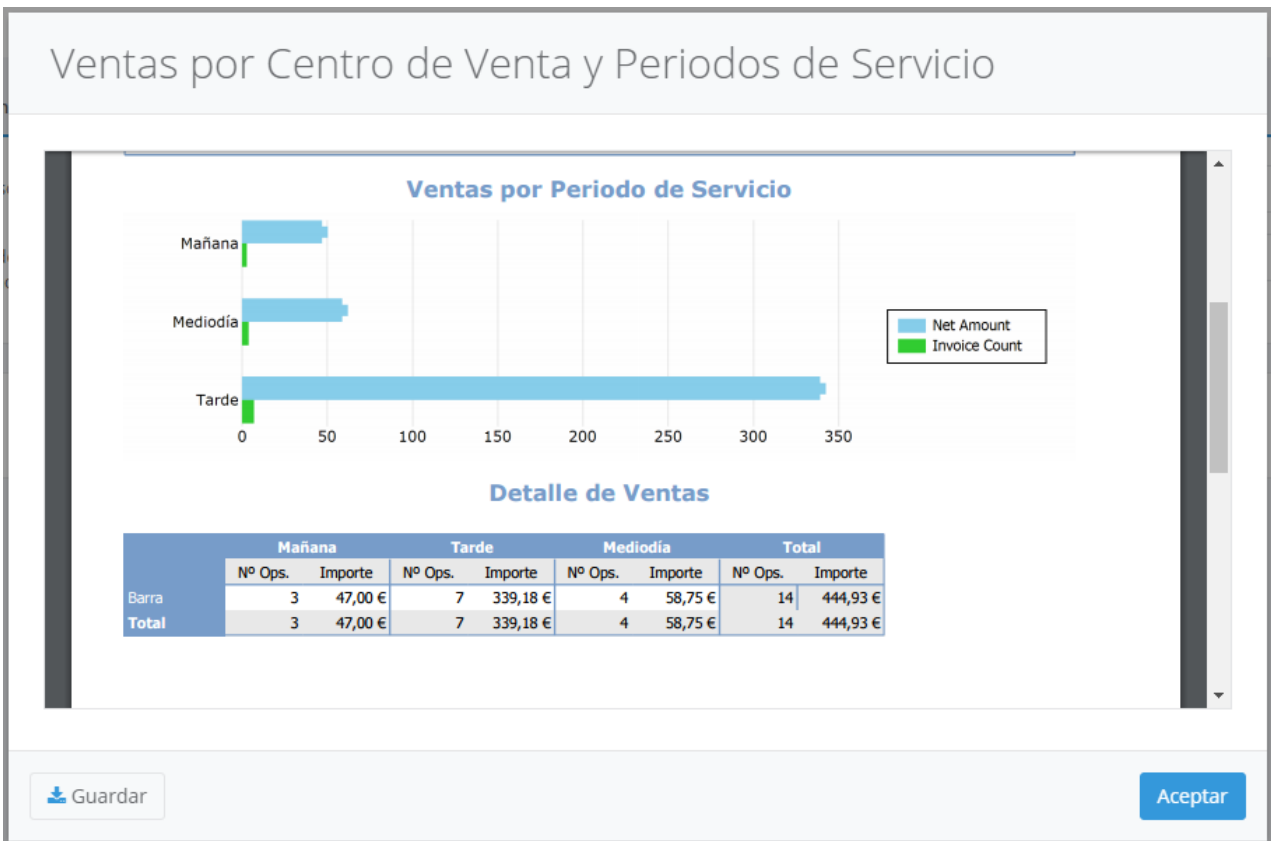 Ventas por Centro de Venta y Periodos de Servicio
Ventas por Periodo de Servicio
Mañana
Mediodía
Tarde
0 50 100 150 200 250 300 350
Net Amount
Invoice Count
Detalle de Ventas
Mañana Tarde Mediodía Total
Nº Ops. Importe Nº Ops. Importe Nº Ops. Importe Nº Ops. Importe
Barra 3 47,00 € 7 339,18 € 4 58,75 € 14 444,93 €
Total 3 47,00 € 7 339,18 € 4 58,75 € 14 444,93 €
Guardar
Aceptar